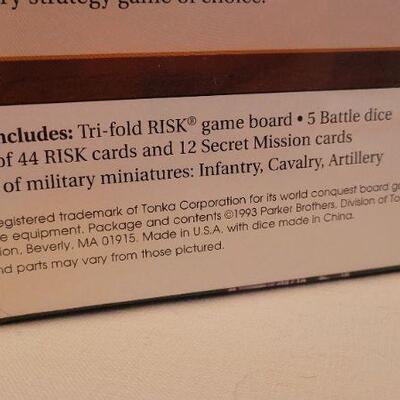 ry strategy game of choice.
ncludes: Tri-fold RISK® game board • 5 Battle dice
of 44 RISK cards and 12 Secret Mission cards
of military miniatures: Infantry, Cavalry, Artillery
egistered trademark of Tonka Corporation for its world conquest board ga
e equipment. Package and contents ©1993 Parker Brothers, Division of To
ion, Beverly, MA 01915. Made in U.S.A. with dice made in China.
nd parts may vary from those pictured.